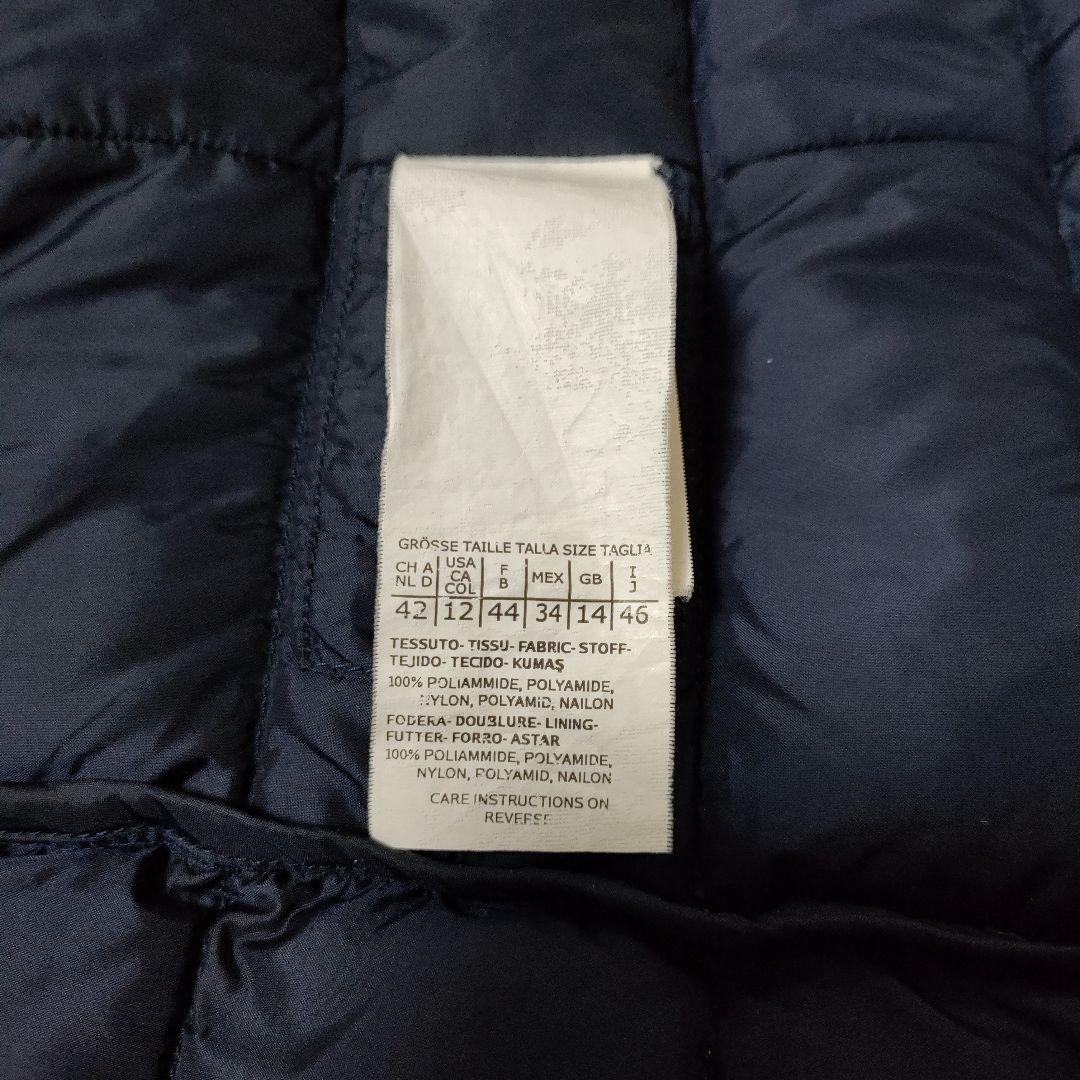 GRÖSSE TAILLE TALLA SIZE TAGLIA
CH A NL D USA CA COL F B MEX GB I J
42 12 44 34 14 46
TESSUTO- TISSU- FABRIC- STOFF-
TEJIDO- TECIDO- KUMAŞ
100% POLIAMMIDE, POLYAMIDE,
NYLON, POLYAMID, NAILON
FODERA- DOUBLURE- LINING-
FUTTER- FORRO- ASTAR
100% POLIAMMIDE, POLYAMIDE,
NYLON, POLYAMID, NAILON
CARE INSTRUCTIONS ON
REVERSE